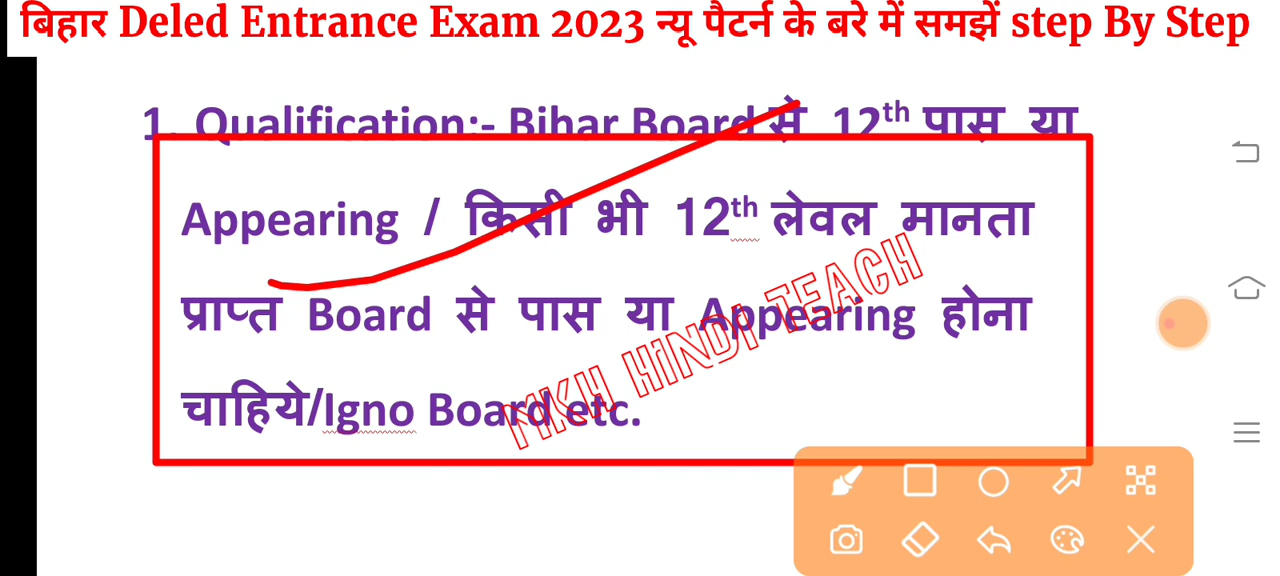 बिहार Deled Entrance Exam 2023 न्यू पैटर्न के बरे में समझें step By Step
1. Qualification:- Bihar Board से 12th पास या
Appearing / किसी भी 12th लेवल मानता
प्राप्त Board से पास या Appearing होना
चाहिये/Igno Board etc.
MKH HINDI TEACH